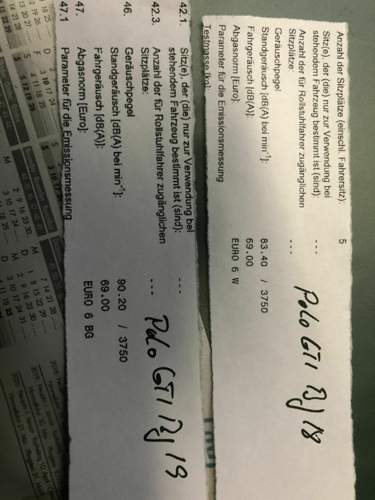 Anzahl der Sitzplätze (einschl. Fahrersitz): 5
Sitz(e), der (die) nur zur Verwendung bei
stehendem Fahrzeug bestimmt ist (sind): ---
Anzahl der für Rollstuhlfahrer zugänglichen
Sitzplätze: ---
Geräuschpegel
Standgeräusch [dB(A) bei min⁻¹]: 83.40 / 3750
Fahrgeräusch [dB(A)]: 69.00
Abgasnorm [Euro]: EURO 6 W
Parameter für die Emissionsmessung
Testmasse [kg]:
Polo GTI Bj 18
42.1. Sitz(e), der (die) nur zur Verwendung bei
stehendem Fahrzeug bestimmt ist (sind): ---
42.3. Anzahl der für Rollstuhlfahrer zugänglichen
Sitzplätze: ---
46. Geräuschpegel
Standgeräusch [dB(A) bei min⁻¹]: 90.20 / 3750
Fahrgeräusch [dB(A)]: 69.00
47. Abgasnorm [Euro]: EURO 6 BG
47.1 Parameter für die Emissionsmessung
Polo GTI Bj 19